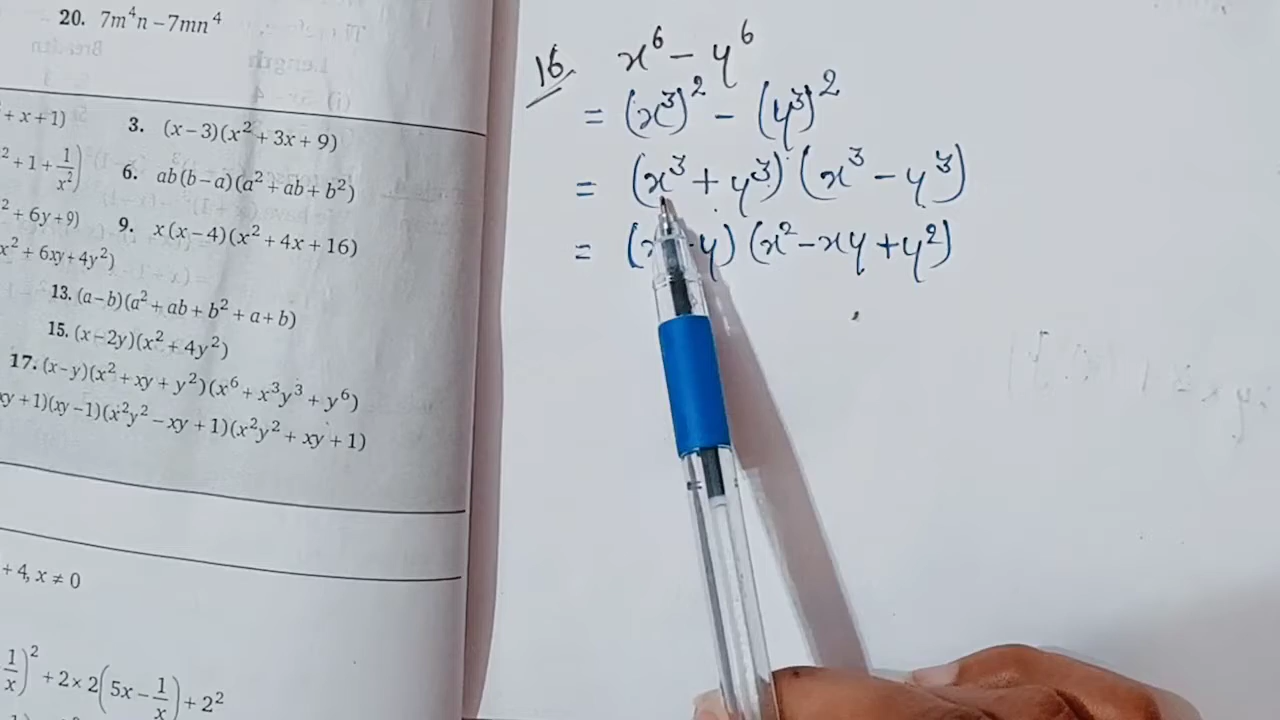 20. 7m⁴n – 7mn⁴
+ x + 1)
3. (x – 3)(x² + 3x + 9)
² + 1 + 1/x²)
6. ab(b – a)(a² + ab + b²)
² + 6y + 9)
9. x(x – 4)(x² + 4x + 16)
x² + 6xy + 4y²)
13. (a – b)(a² + ab + b² + a + b)
15. (x – 2y)(x² + 4y²)
17. (x – y)(x² + xy + y²)(x⁶ + x³y³ + y⁶)
xy + 1)(xy – 1)(x²y² – xy + 1)(x²y² + xy + 1)
+ 4, x ≠ 0
1/x)² + 2 × 2(5x – 1/x) + 2²
16. x⁶ – y⁶
= (x³)² – (y³)²
= (x³ + y³)(x³ – y³)
= (x y)(x² – xy + y²)